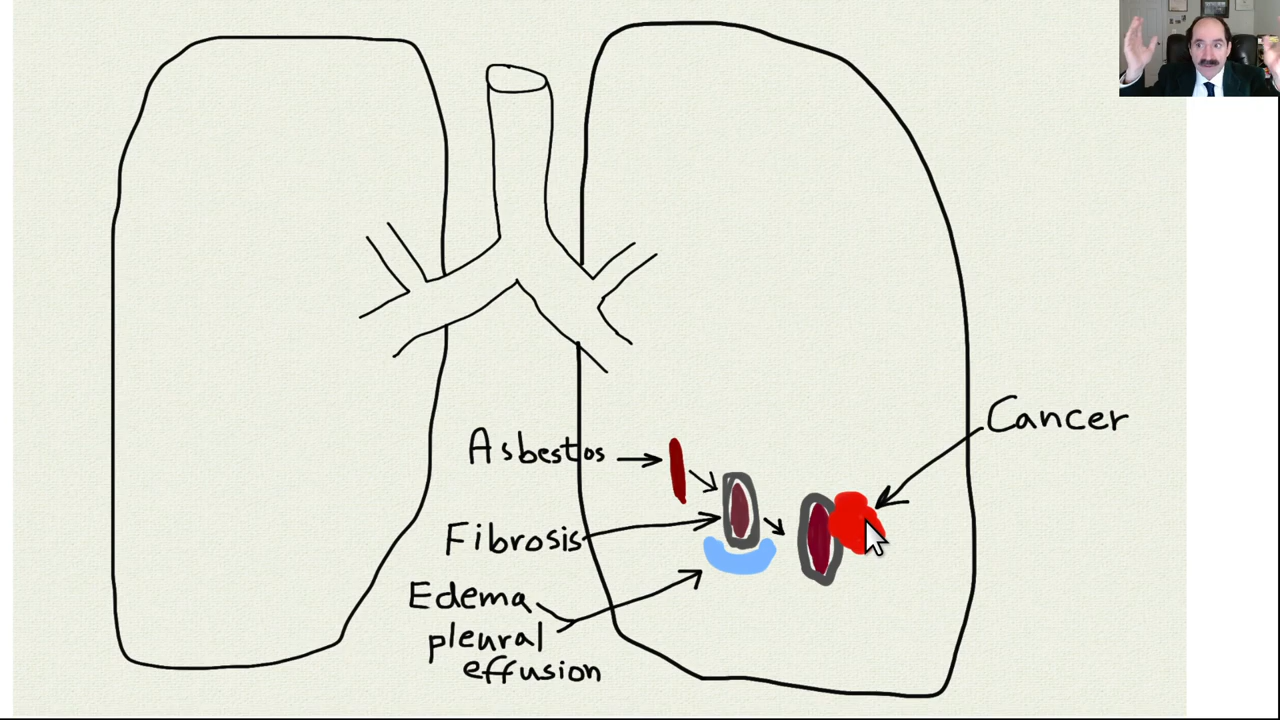 Cancer
Asbestos
Fibrosis
Edema
pleural
effusion